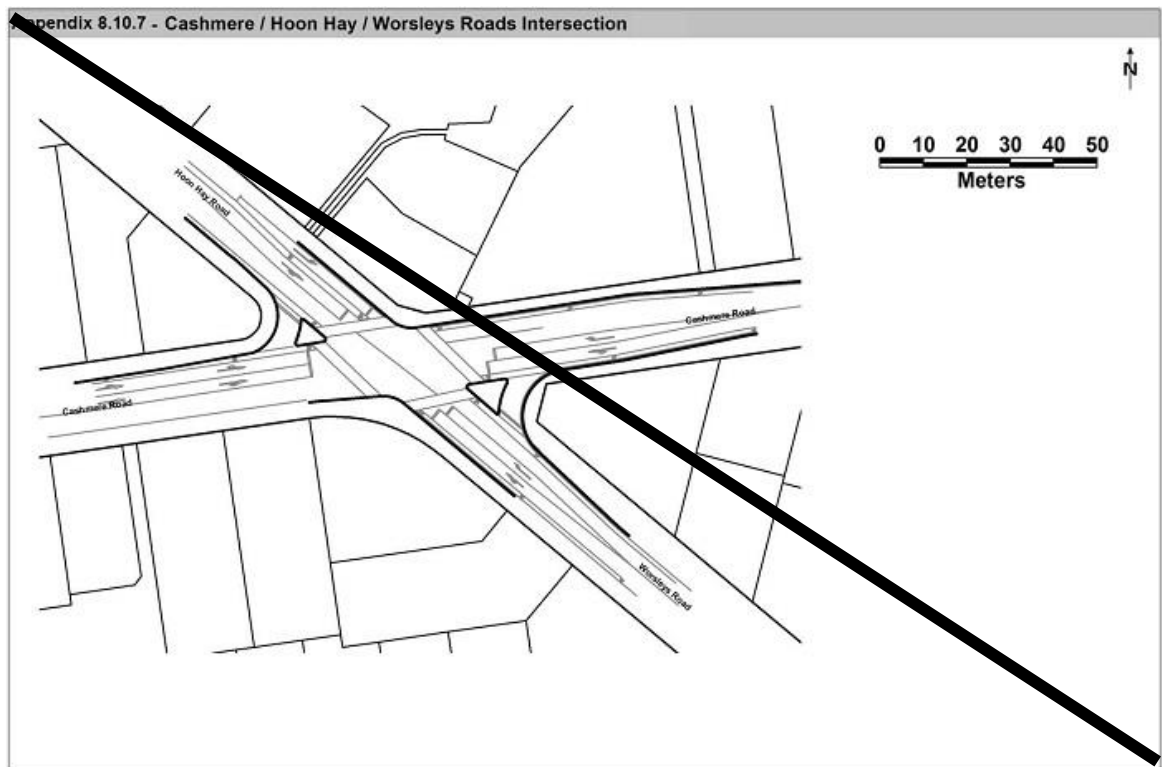 ppendix 8.10.7 - Cashmere / Hoon Hay / Worsleys Roads Intersection
N
0 10 20 30 40 50
Meters
Hoon Hay Road
Cashmere Road
Cashmere Road
Worsleys Road